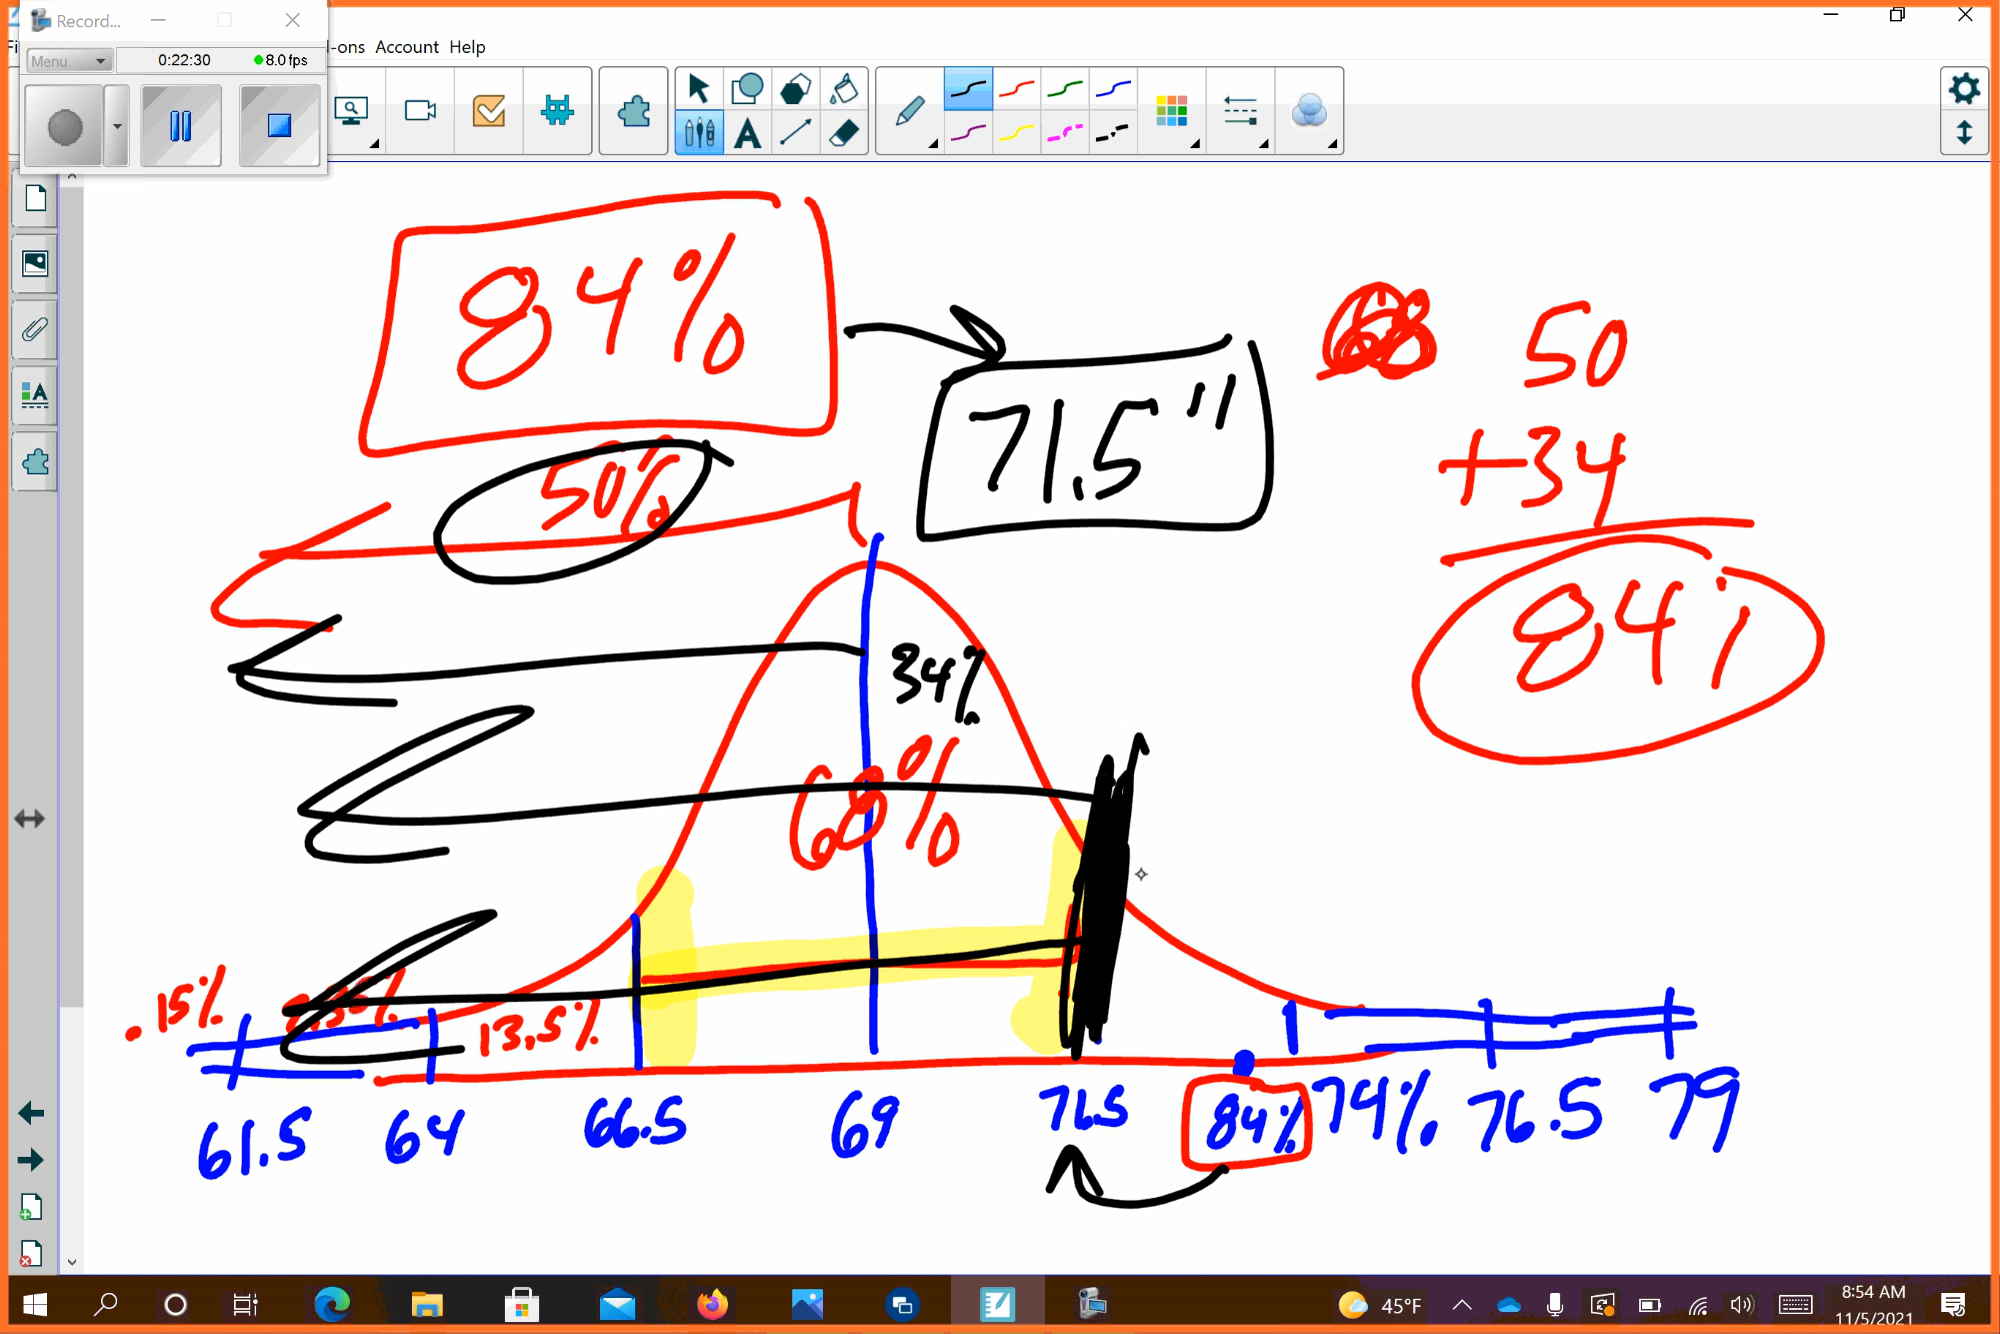 Record...
Menu
0:22:30
8.0 fps
l-ons Account Help
84%
71.5"
50
+34
84%
50%
34%
68%
.15%
2.35%
13.5%
61.5 64 66.5 69 71.5 84% 74%. 76.5 79
45°F
8:54 AM
11/5/2021